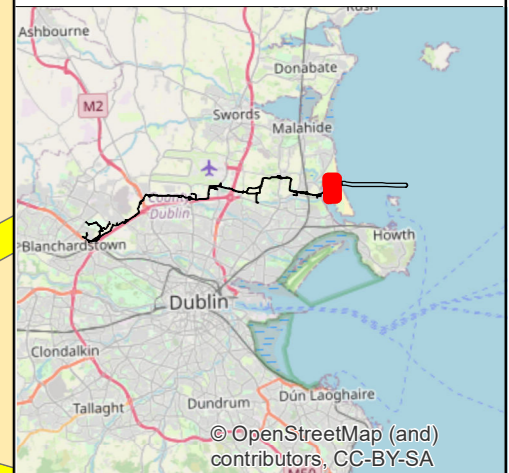 Rush
Ashbourne
Donabate
M2
Swords
Malahide
County
Dublin
Blanchardstown
Howth
Dublin
Clondalkin
Tallaght
Dundrum
Dún Laoghaire
© OpenStreetMap (and)
contributors, CC-BY-SA
M50